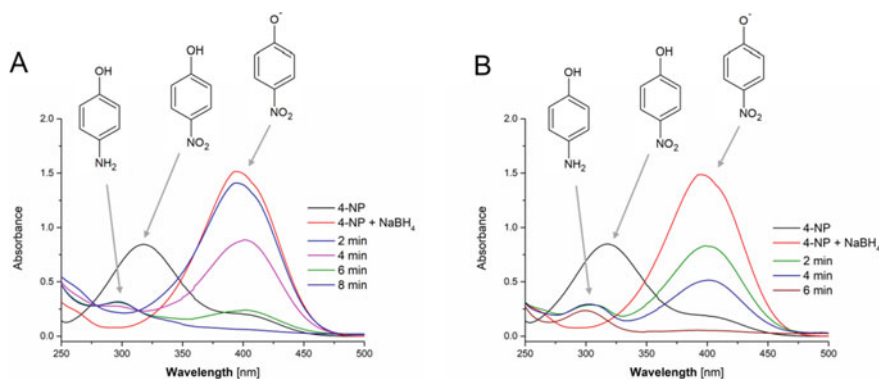 A
OH
NH₂
OH
NO₂
O⁻
NO₂
Absorbance
2.0
1.5
1.0
0.5
0.0
250
300
350
400
450
500
Wavelength [nm]
4-NP
4-NP + NaBH₄
2 min
4 min
6 min
8 min
B
OH
NH₂
OH
NO₂
O⁻
NO₂
Absorbance
2.0
1.5
1.0
0.5
0.0
250
300
350
400
450
500
Wavelength [nm]
4-NP
4-NP + NaBH₄
2 min
4 min
6 min